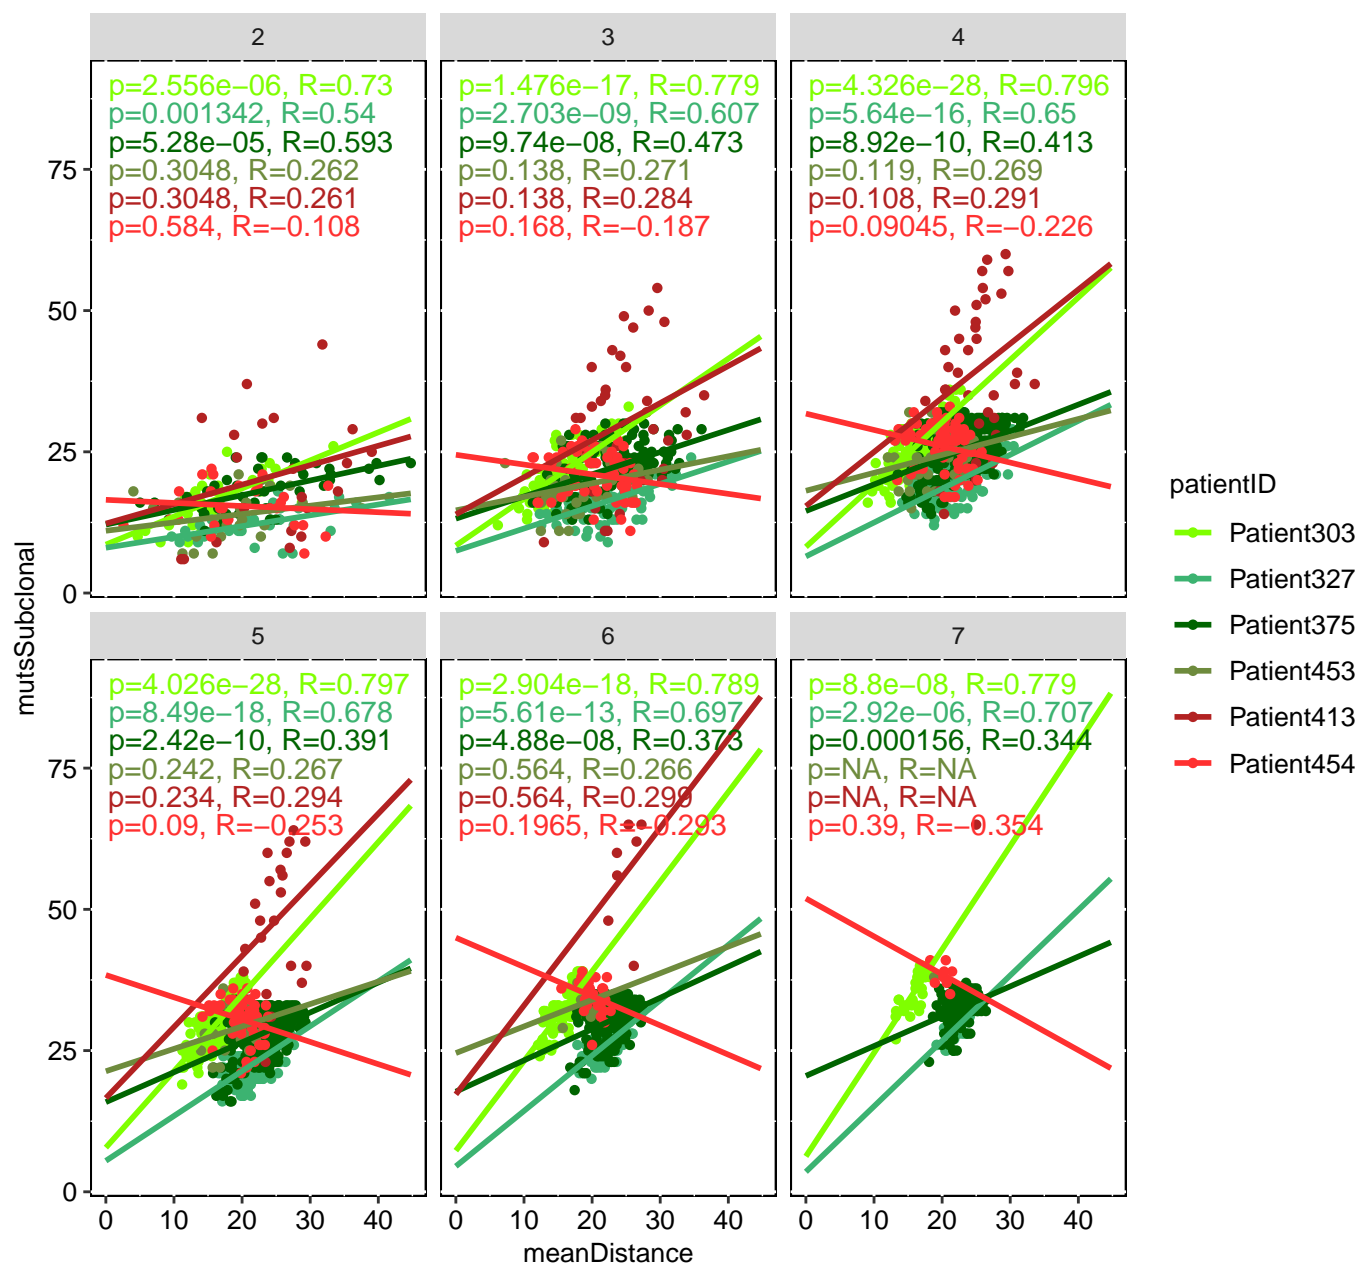 2
p=2.556e−06, R=0.73
p=0.001342, R=0.54
p=5.28e−05, R=0.593
p=0.3048, R=0.262
p=0.3048, R=0.261
p=0.584, R=−0.108
3
p=1.476e−17, R=0.779
p=2.703e−09, R=0.607
p=9.74e−08, R=0.473
p=0.138, R=0.271
p=0.138, R=0.284
p=0.168, R=−0.187
4
p=4.326e−28, R=0.796
p=5.64e−16, R=0.65
p=8.92e−10, R=0.413
p=0.119, R=0.269
p=0.108, R=0.291
p=0.09045, R=−0.226
75
50
25
0
5
p=4.026e−28, R=0.797
p=8.49e−18, R=0.678
p=2.42e−10, R=0.391
p=0.242, R=0.267
p=0.234, R=0.294
p=0.09, R=−0.253
6
p=2.904e−18, R=0.789
p=5.61e−13, R=0.697
p=4.88e−08, R=0.373
p=0.564, R=0.266
p=0.564, R=0.299
p=0.1965, R=−0.293
7
p=8.8e−08, R=0.779
p=2.92e−06, R=0.707
p=0.000156, R=0.344
p=NA, R=NA
p=NA, R=NA
p=0.39, R=−0.354
75
50
25
0
0 10 20 30 40
0 10 20 30 40
0 10 20 30 40
meanDistance
mutsSubclonal
patientID
Patient303
Patient327
Patient375
Patient453
Patient413
Patient454